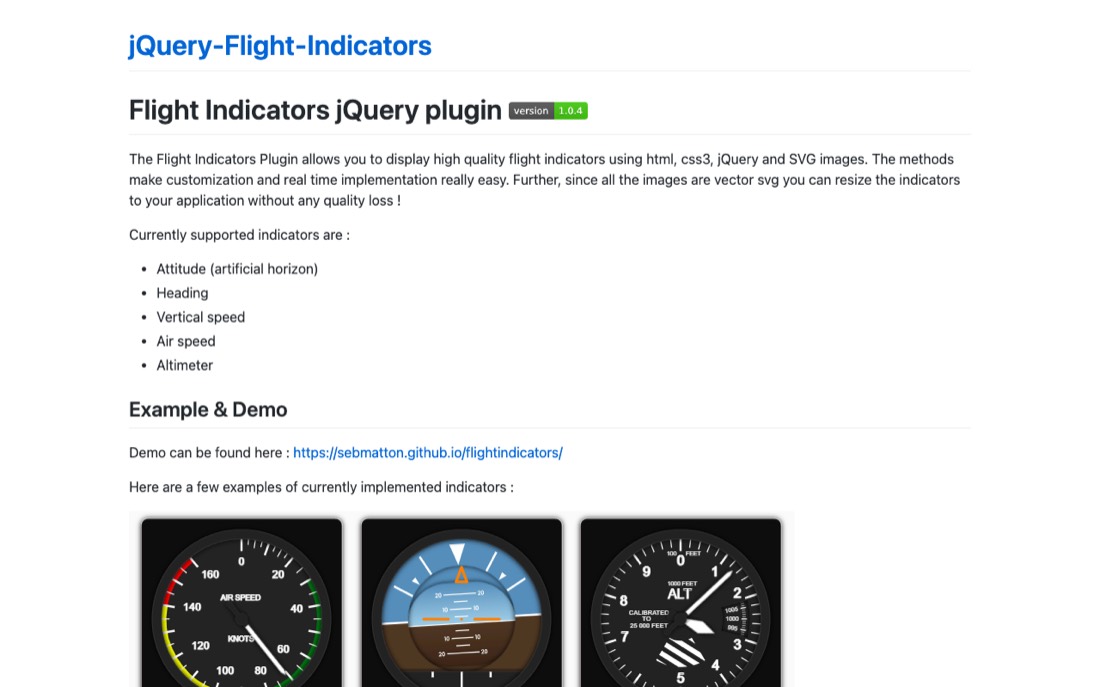 jQuery-Flight-Indicators
Flight Indicators jQuery plugin version 1.0.4
The Flight Indicators Plugin allows you to display high quality flight indicators using html, css3, jQuery and SVG images. The methods
make customization and real time implementation really easy. Further, since all the images are vector svg you can resize the indicators
to your application without any quality loss !
Currently supported indicators are :
• Attitude (artificial horizon)
• Heading
• Vertical speed
• Air speed
• Altimeter
Example & Demo
Demo can be found here : https://sebmatton.github.io/flightindicators/
Here are a few examples of currently implemented indicators :
0
160 20
AIR SPEED
140 40
KNOTS
120 60
100 80
20 20
10 10
10 10
20 20
100 FEET
0
9 1
1000 FEET
ALT
8 2
CALIBRATED
TO
25 000 FEET
1005
1000
995
7 3
4
5